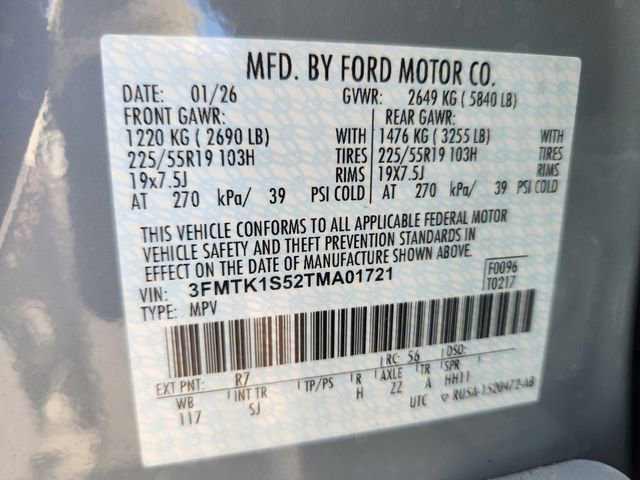 MFD. BY FORD MOTOR CO.
DATE: 01/26 GVWR: 2649 KG ( 5840 LB)
FRONT GAWR: REAR GAWR:
1220 KG ( 2690 LB) WITH 1476 KG ( 3255 LB) WITH
225/55R19 103H TIRES 225/55R19 103H TIRES
19x7.5J RIMS 19X7.5J RIMS
AT 270 kPa/ 39 PSI COLD AT 270 kPa/ 39 PSI COLD
THIS VEHICLE CONFORMS TO ALL APPLICABLE FEDERAL MOTOR
VEHICLE SAFETY AND THEFT PREVENTION STANDARDS IN
EFFECT ON THE DATE OF MANUFACTURE SHOWN ABOVE.
VIN: 3FMTK1S52TMA01721 F0096
TYPE: MPV T0217
EXT PNT: R7 RC: 56 DSO:
WB INT TR TP/PS R AXLE TR SPR
117 SJ H ZZ A HH11
UTC RU5A-1520472-AB